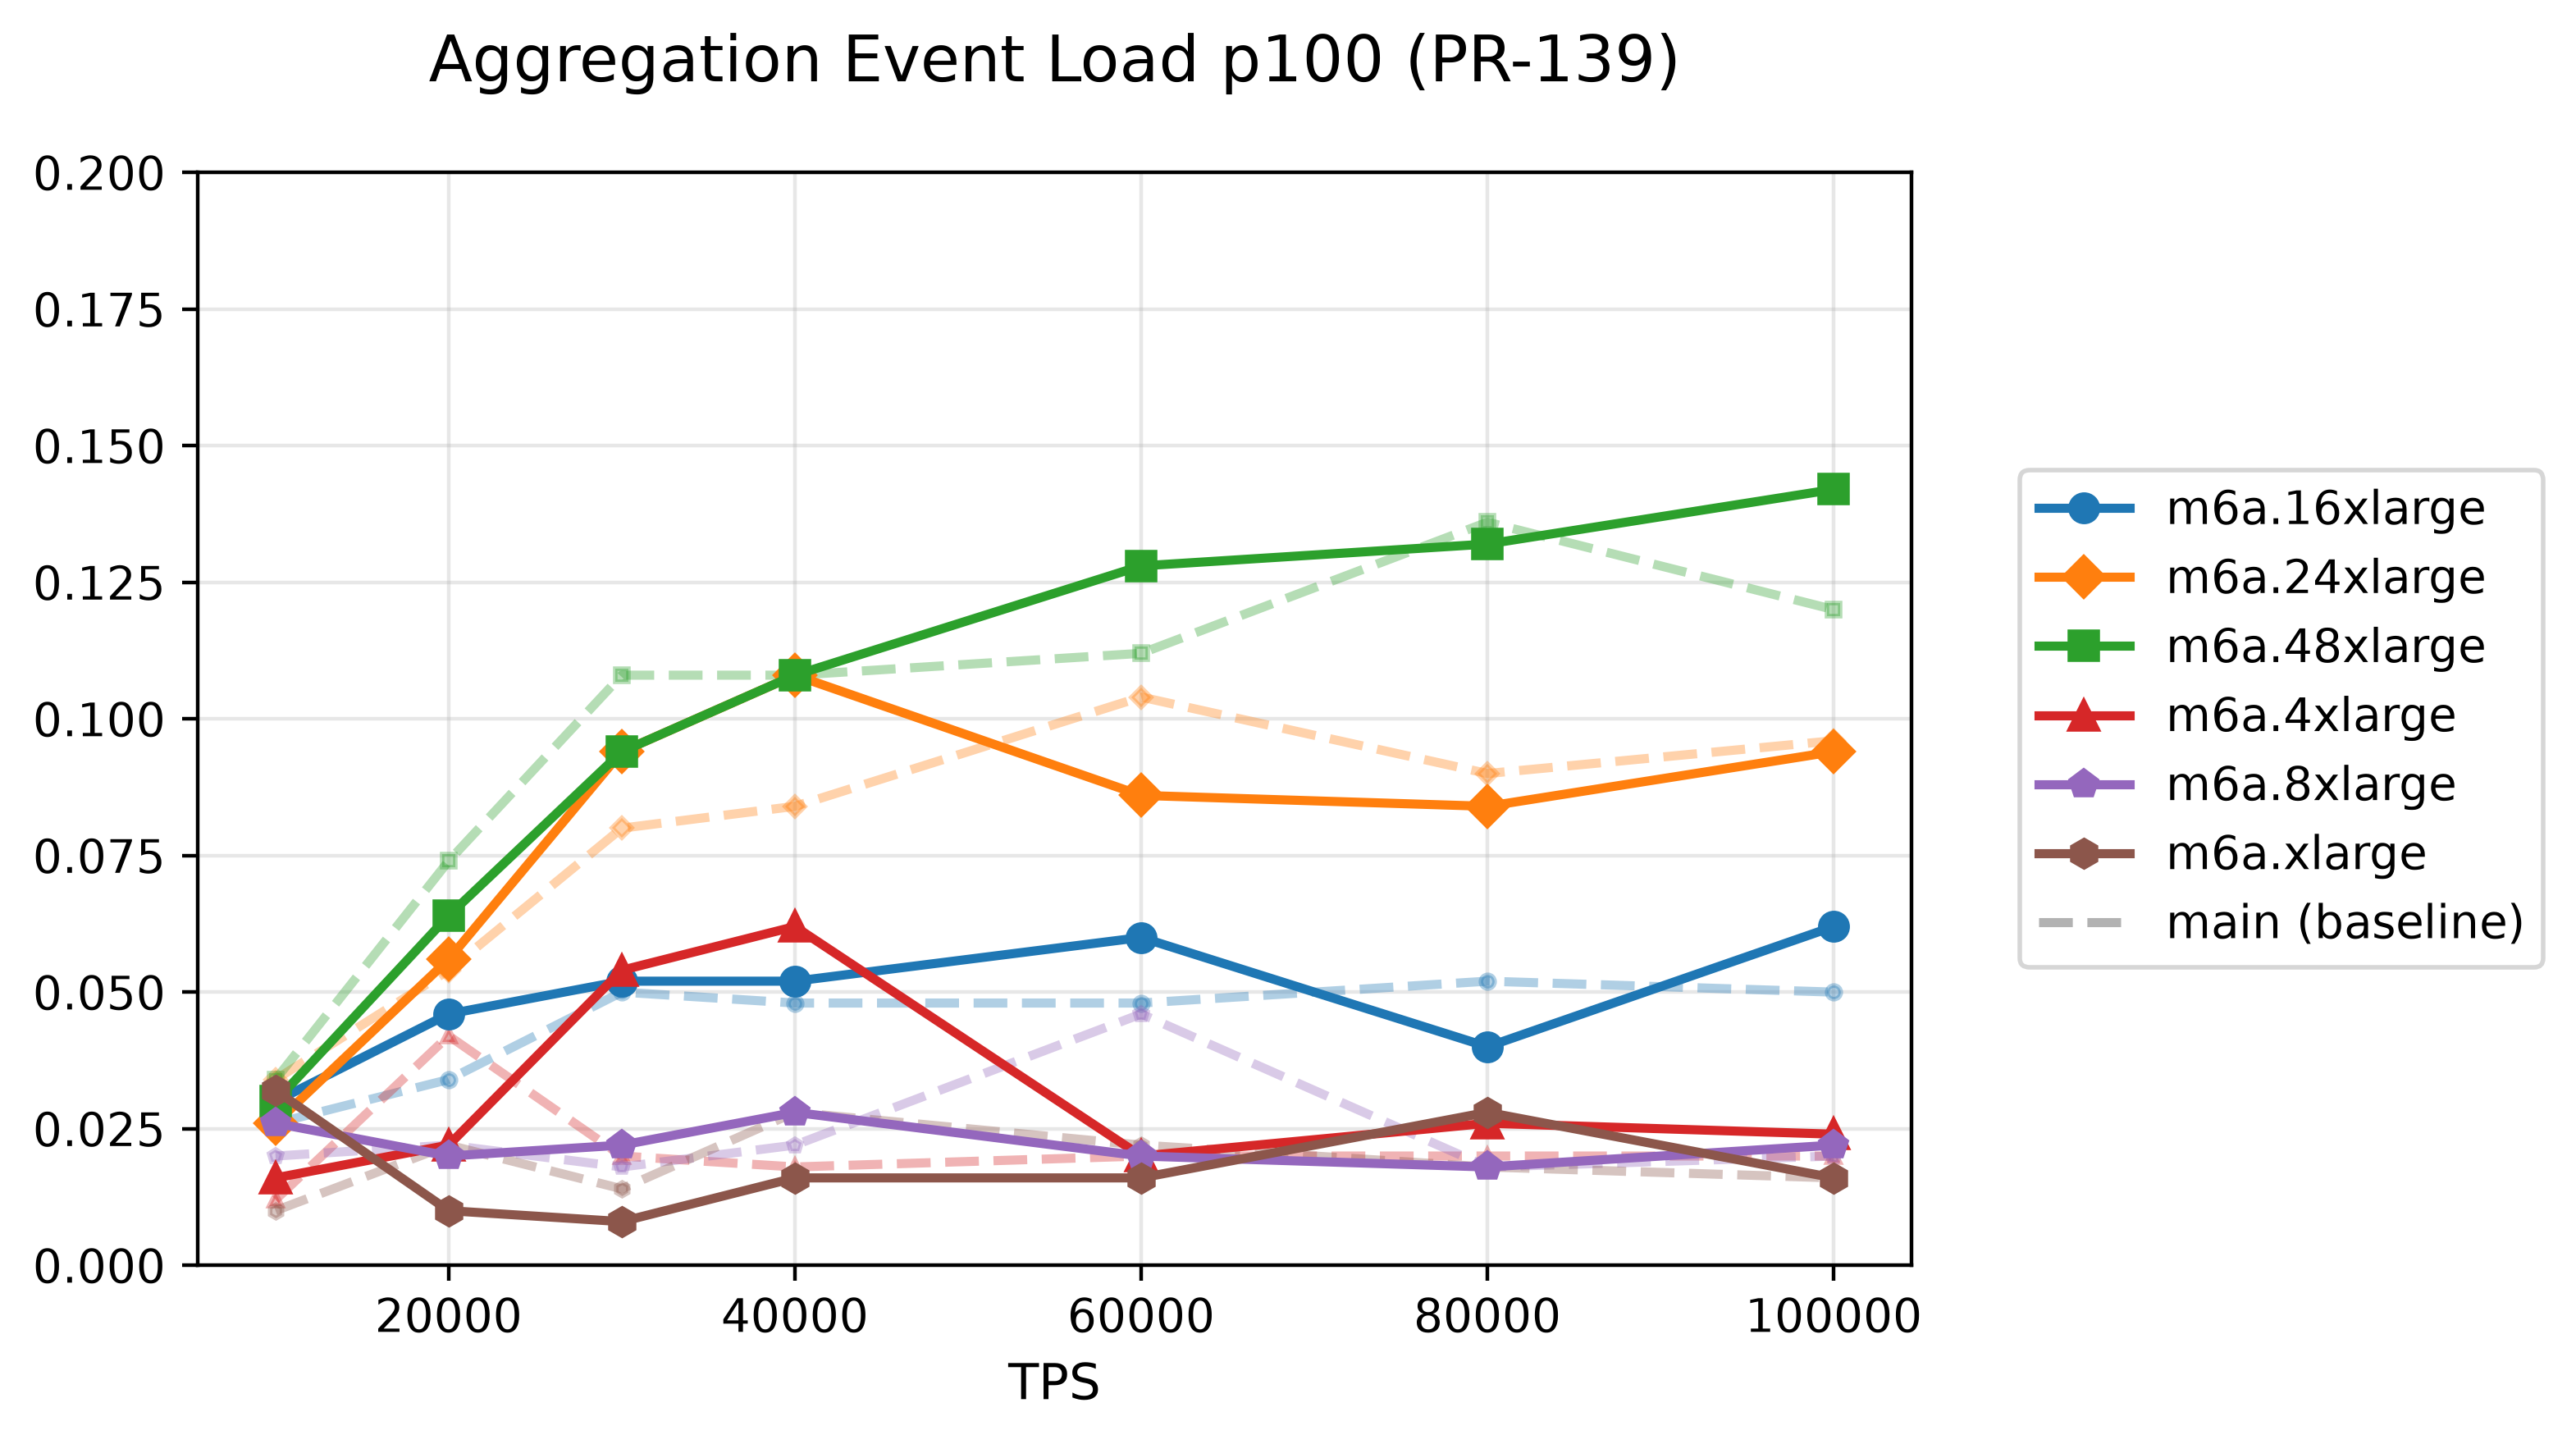 Aggregation Event Load p100 (PR-139)
0.200
0.175
0.150
0.125
0.100
0.075
0.050
0.025
0.000
20000 40000 60000 80000 100000
TPS
m6a.16xlarge
m6a.24xlarge
m6a.48xlarge
m6a.4xlarge
m6a.8xlarge
m6a.xlarge
main (baseline)